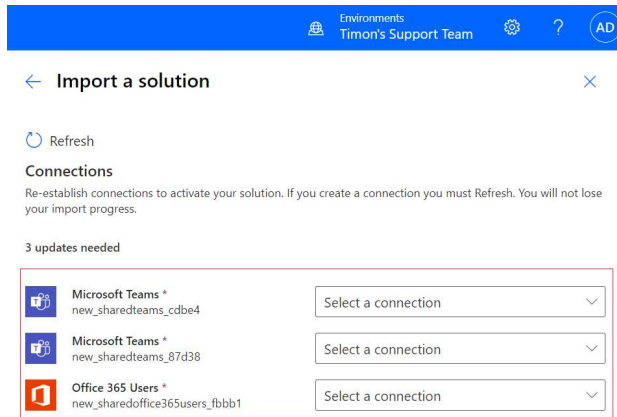 Environments
Timon's Support Team
?
AD
Import a solution
Refresh
Connections
Re-establish connections to activate your solution. If you create a connection you must Refresh. You will not lose
your import progress.
3 updates needed
Microsoft Teams *
new_sharedteams_cdbe4
Select a connection
Microsoft Teams *
new_sharedteams_87d38
Select a connection
Office 365 Users *
new_sharedoffice365users_fbbb1
Select a connection